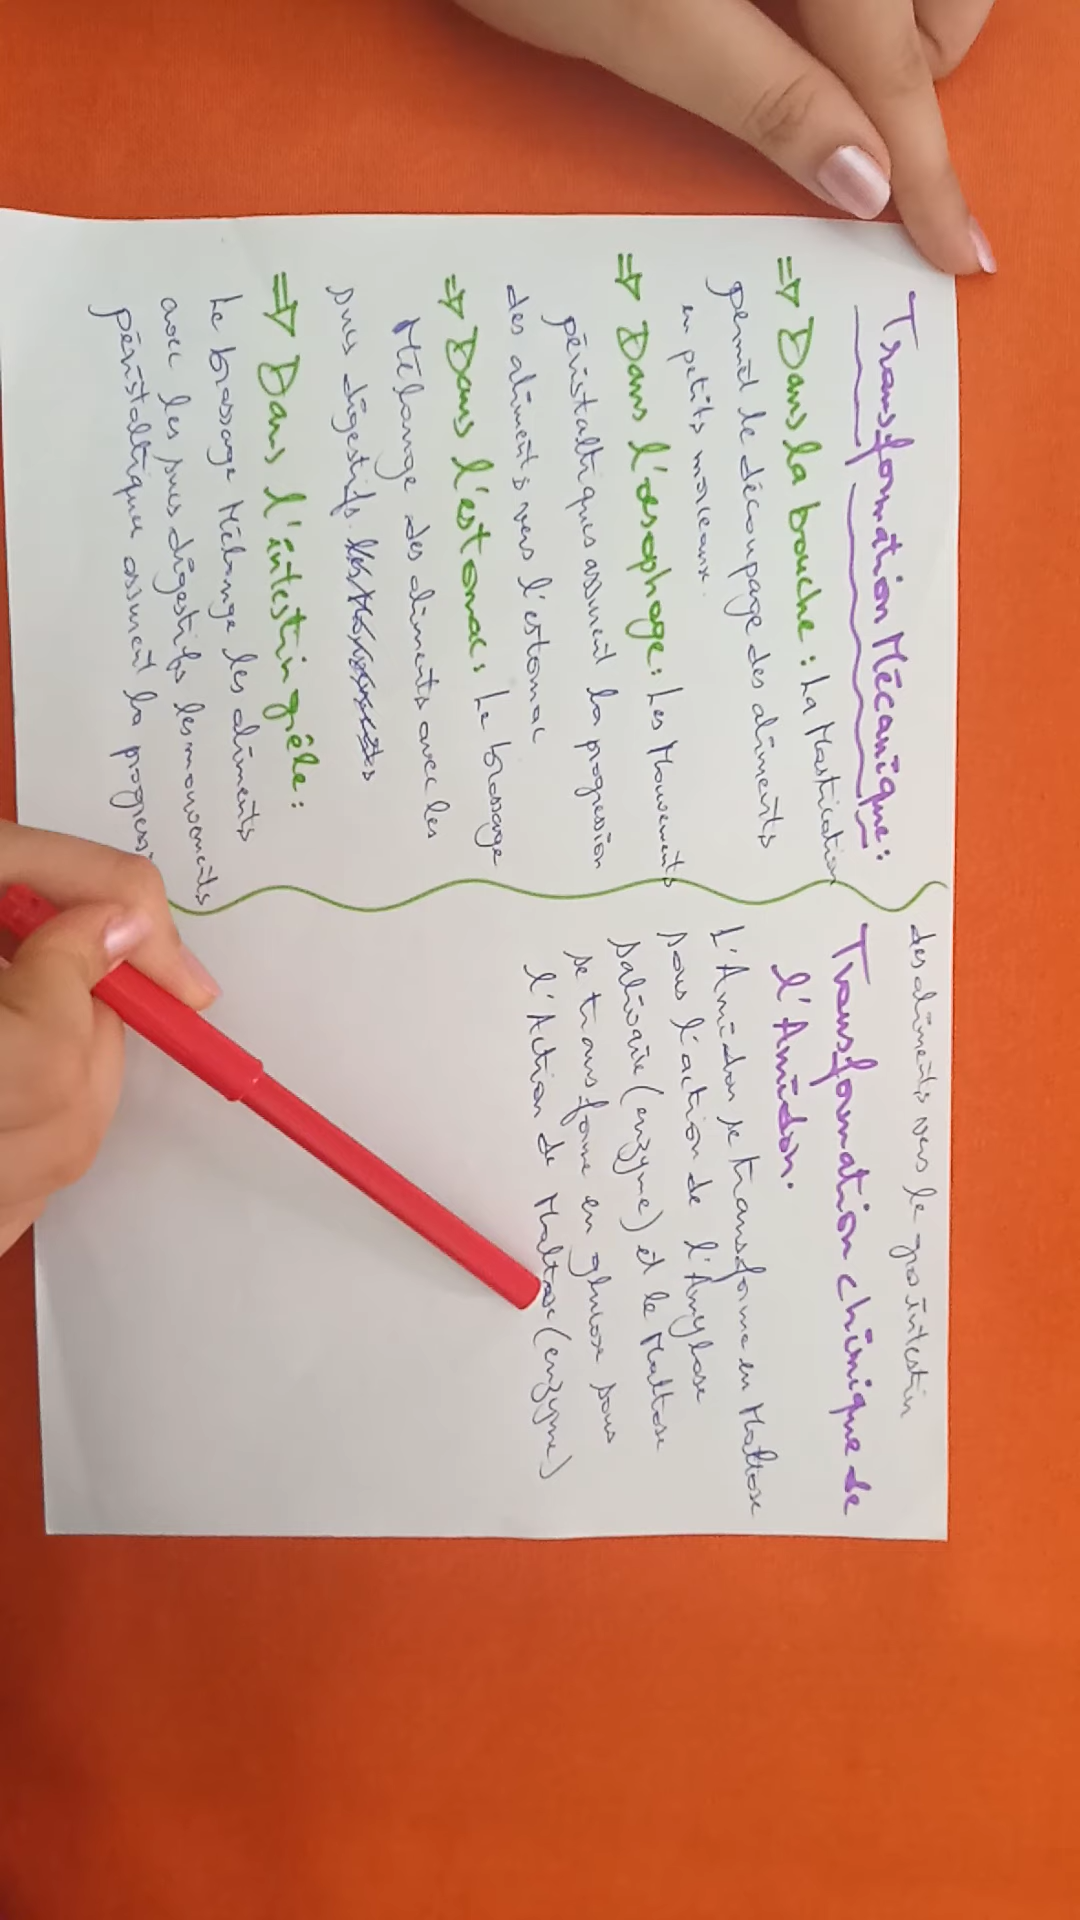 Transformation Mécanique:
=> Dans la bouche : La Mastication
permet le découpage des aliments
en petits morceaux.
=> Dans l'œsophage : Les Mouvements
péristaltiques assurent la progression
des aliments vers l'estomac
=> Dans l'estomac : Le brassage
Mélange des aliments avec les
sucs digestifs.
=> Dans l'intestin grêle :
Le brassage Mélange les aliments
avec les sucs digestifs les mouvements
péristaltique assurent la progress
des aliments vers le gros intestin
Transformation chimique de
l'Amidon.
L'Amidon se transforme en Maltose
sous l'action de l'Amylase
salivaire (enzyme) et le Maltose
se transforme en glucose sous
l'Action de Maltase (enzyme)